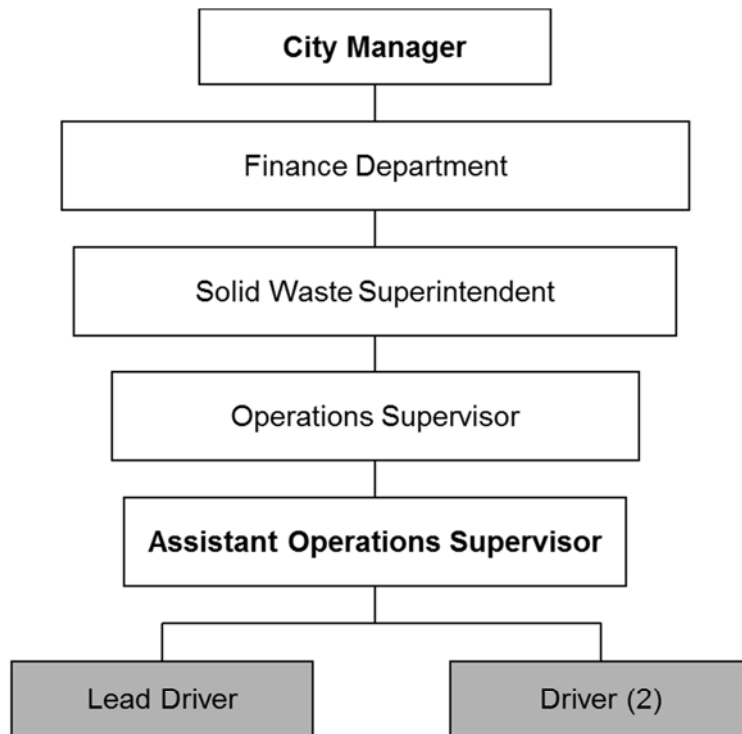 City Manager
Finance Department
Solid Waste Superintendent
Operations Supervisor
Assistant Operations Supervisor
Lead Driver
Driver (2)